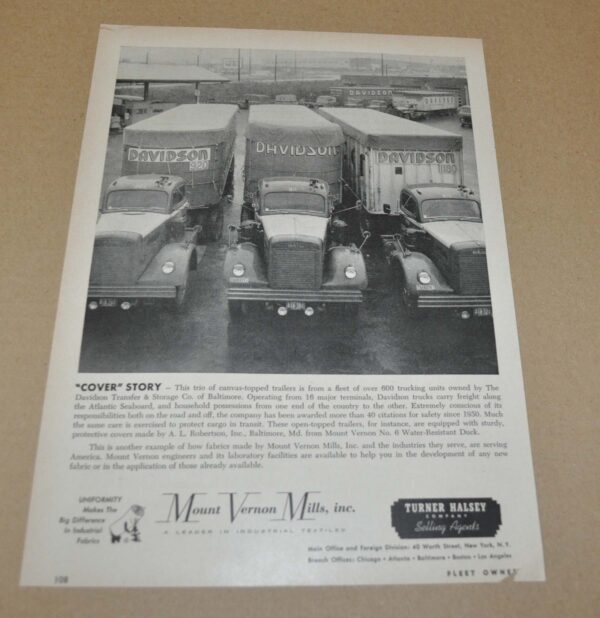 DAVIDSON
DAVIDSON
320
DAVIDSON
DAVIDSON
1180
"COVER" STORY — This trio of canvas-topped trailers is from a fleet of over 600 trucking units owned by The
Davidson Transfer & Storage Co. of Baltimore. Operating from 18 major terminals, Davidson trucks carry freight along
the Atlantic Seaboard, and household possessions from one end of the country to the other. Extremely conscious of its
responsibilities both on the road and off, the company has been awarded more than 40 citations for safety since 1950. Much
the same care is exercised to protect cargo in transit. These open-topped trailers, for instance, are equipped with sturdy,
protective covers made by A. L. Robertson, Inc., Baltimore, Md. from Mount Vernon No. 6 Water-Resistant Duck.
This is another example of how fabrics made by Mount Vernon Mills, Inc. and the industries they serve, are serving
America. Mount Vernon engineers and its laboratory facilities are available to help you in the development of any new
fabric or in the application of those already available.
UNIFORMITY
Makes The
Big Difference
In Industrial
Fabrics
Mount Vernon Mills, inc.
A LEADER IN INDUSTRIAL TEXTILES
TURNER HALSEY
COMPANY
Selling Agents
Main Office and Foreign Division: 40 Worth Street, New York, N.Y.
Branch Offices: Chicago • Atlanta • Baltimore • Boston • Los Angeles
108
FLEET OWNE